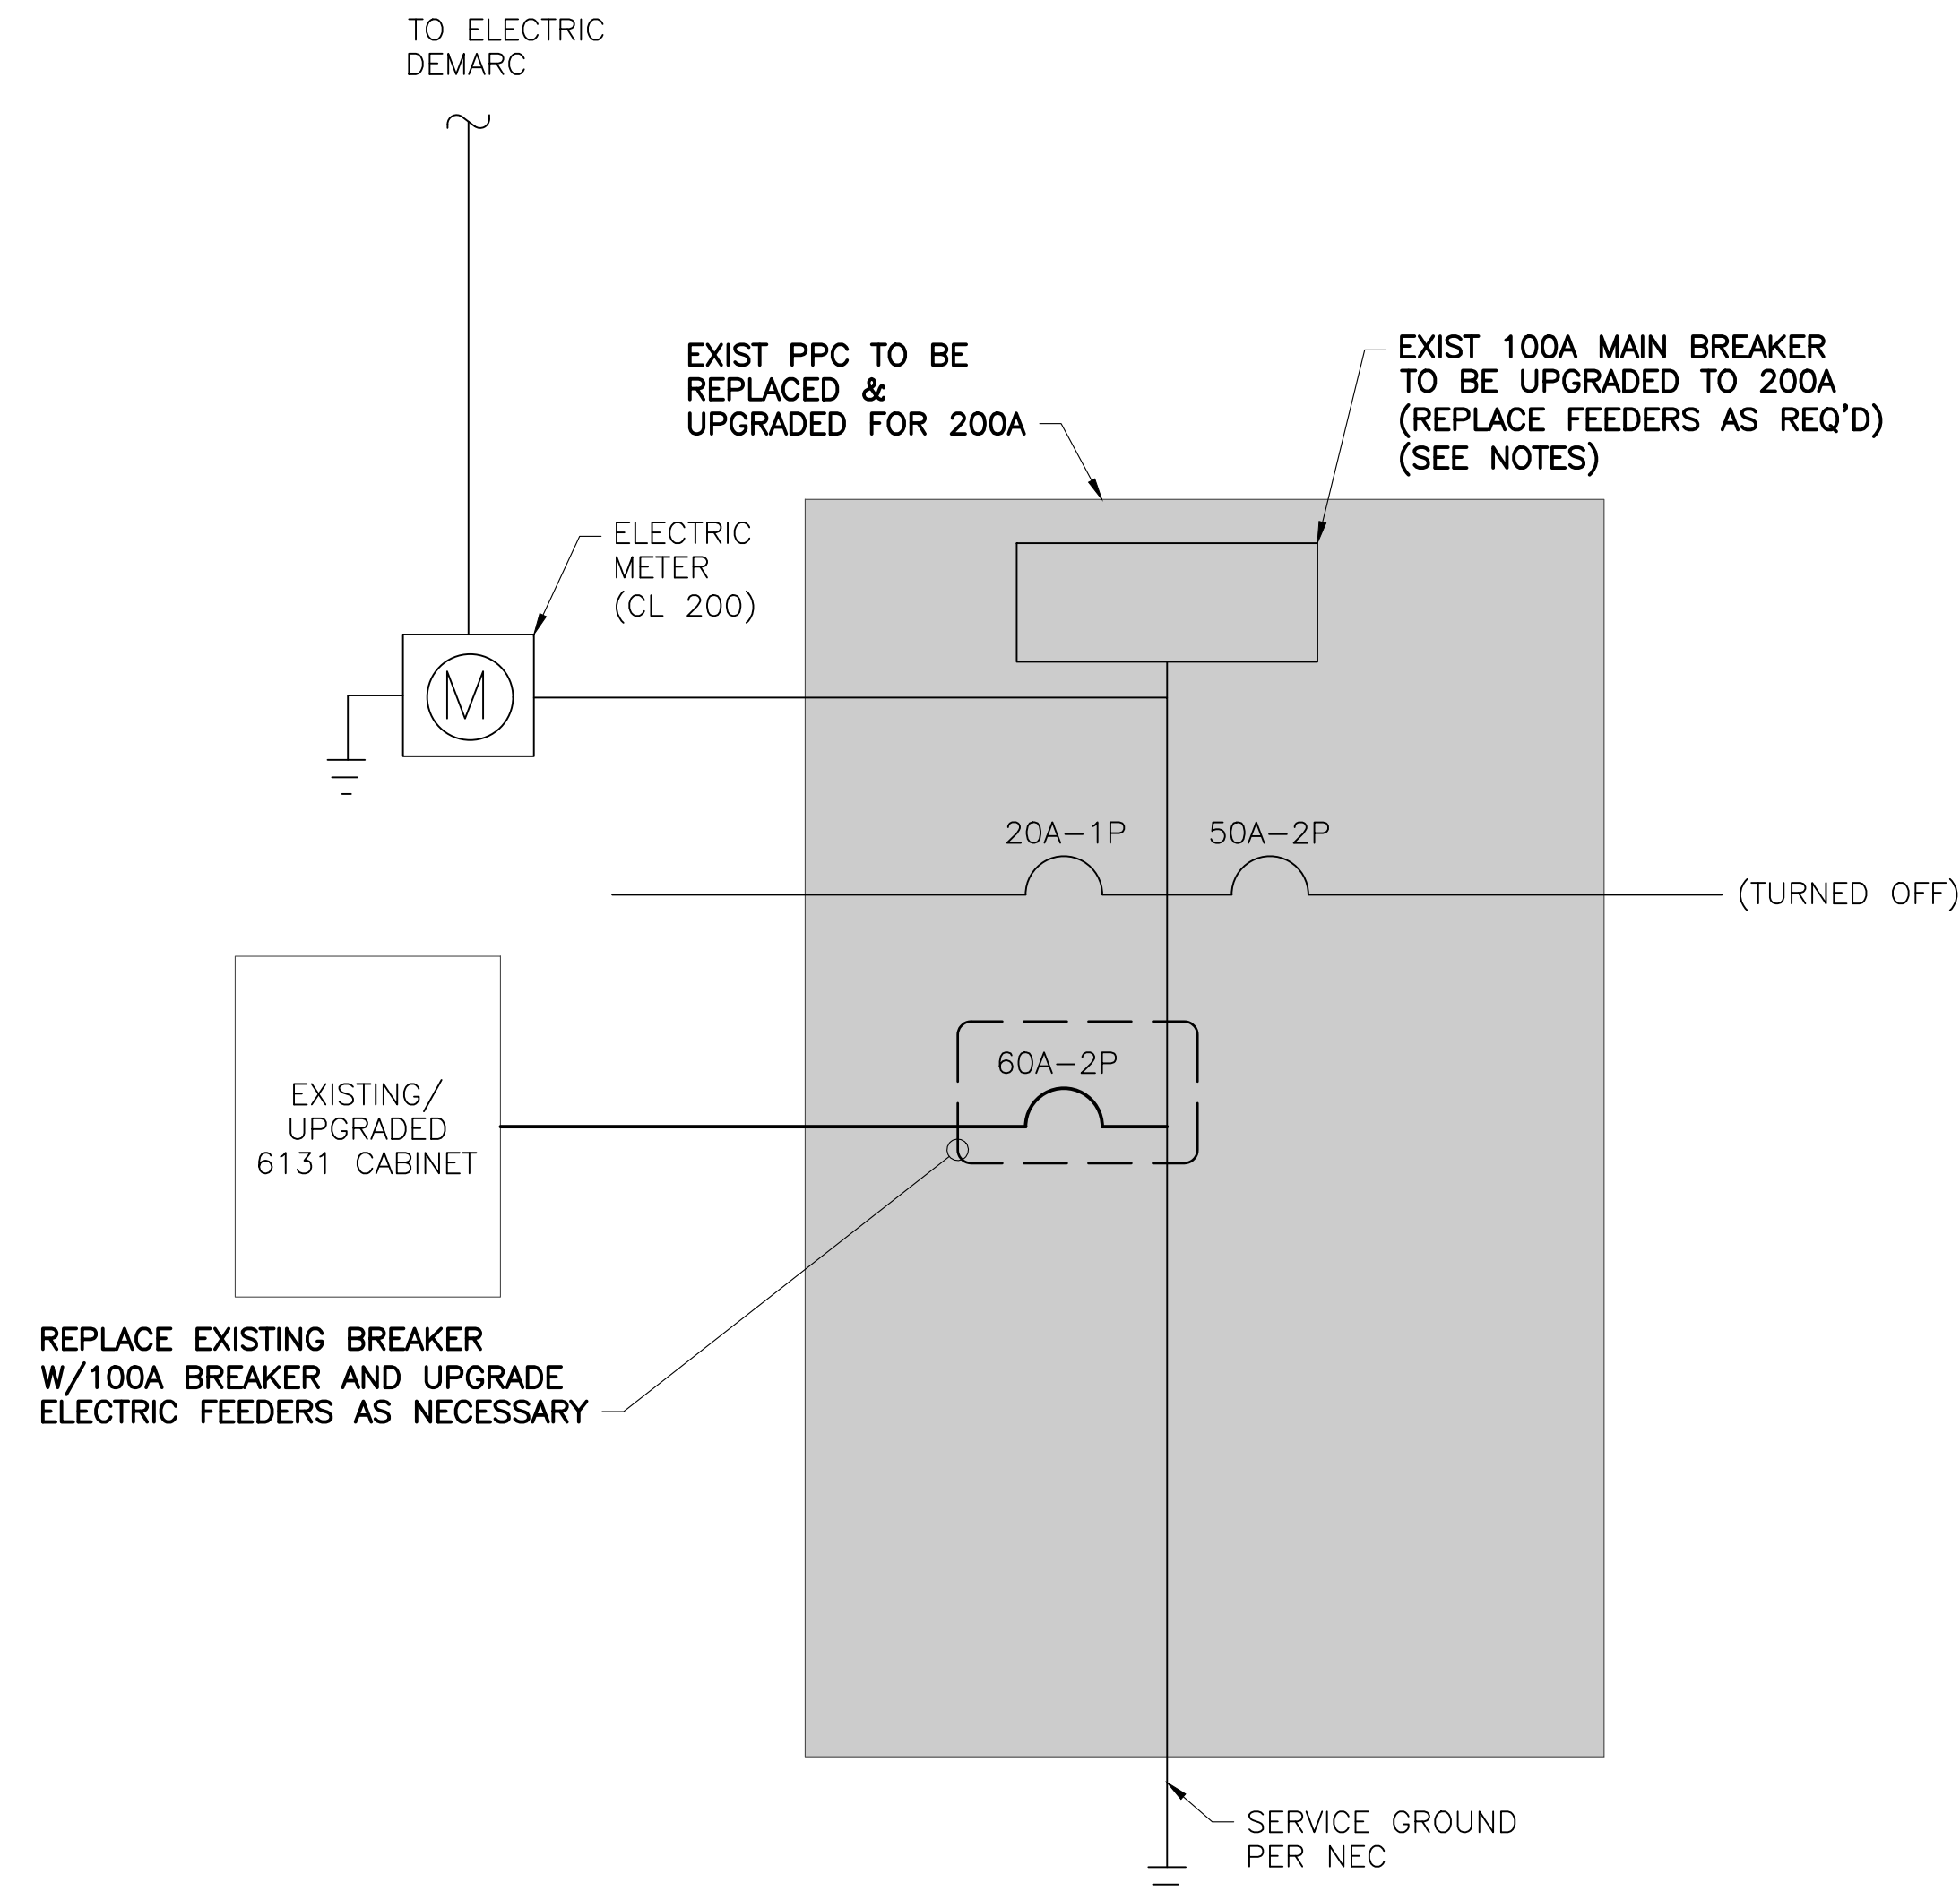 TO ELECTRIC
DEMARC
EXIST PPC TO BE
REPLACED &
UPGRADED FOR 200A
EXIST 100A MAIN BREAKER
TO BE UPGRADED TO 200A
(REPLACE FEEDERS AS REQ'D)
(SEE NOTES)
ELECTRIC
METER
(CL 200)
M
20A-1P
50A-2P
(TURNED OFF)
60A-2P
EXISTING/
UPGRADED
6131 CABINET
REPLACE EXISTING BREAKER
W/100A BREAKER AND UPGRADE
ELECTRIC FEEDERS AS NECESSARY
SERVICE GROUND
PER NEC